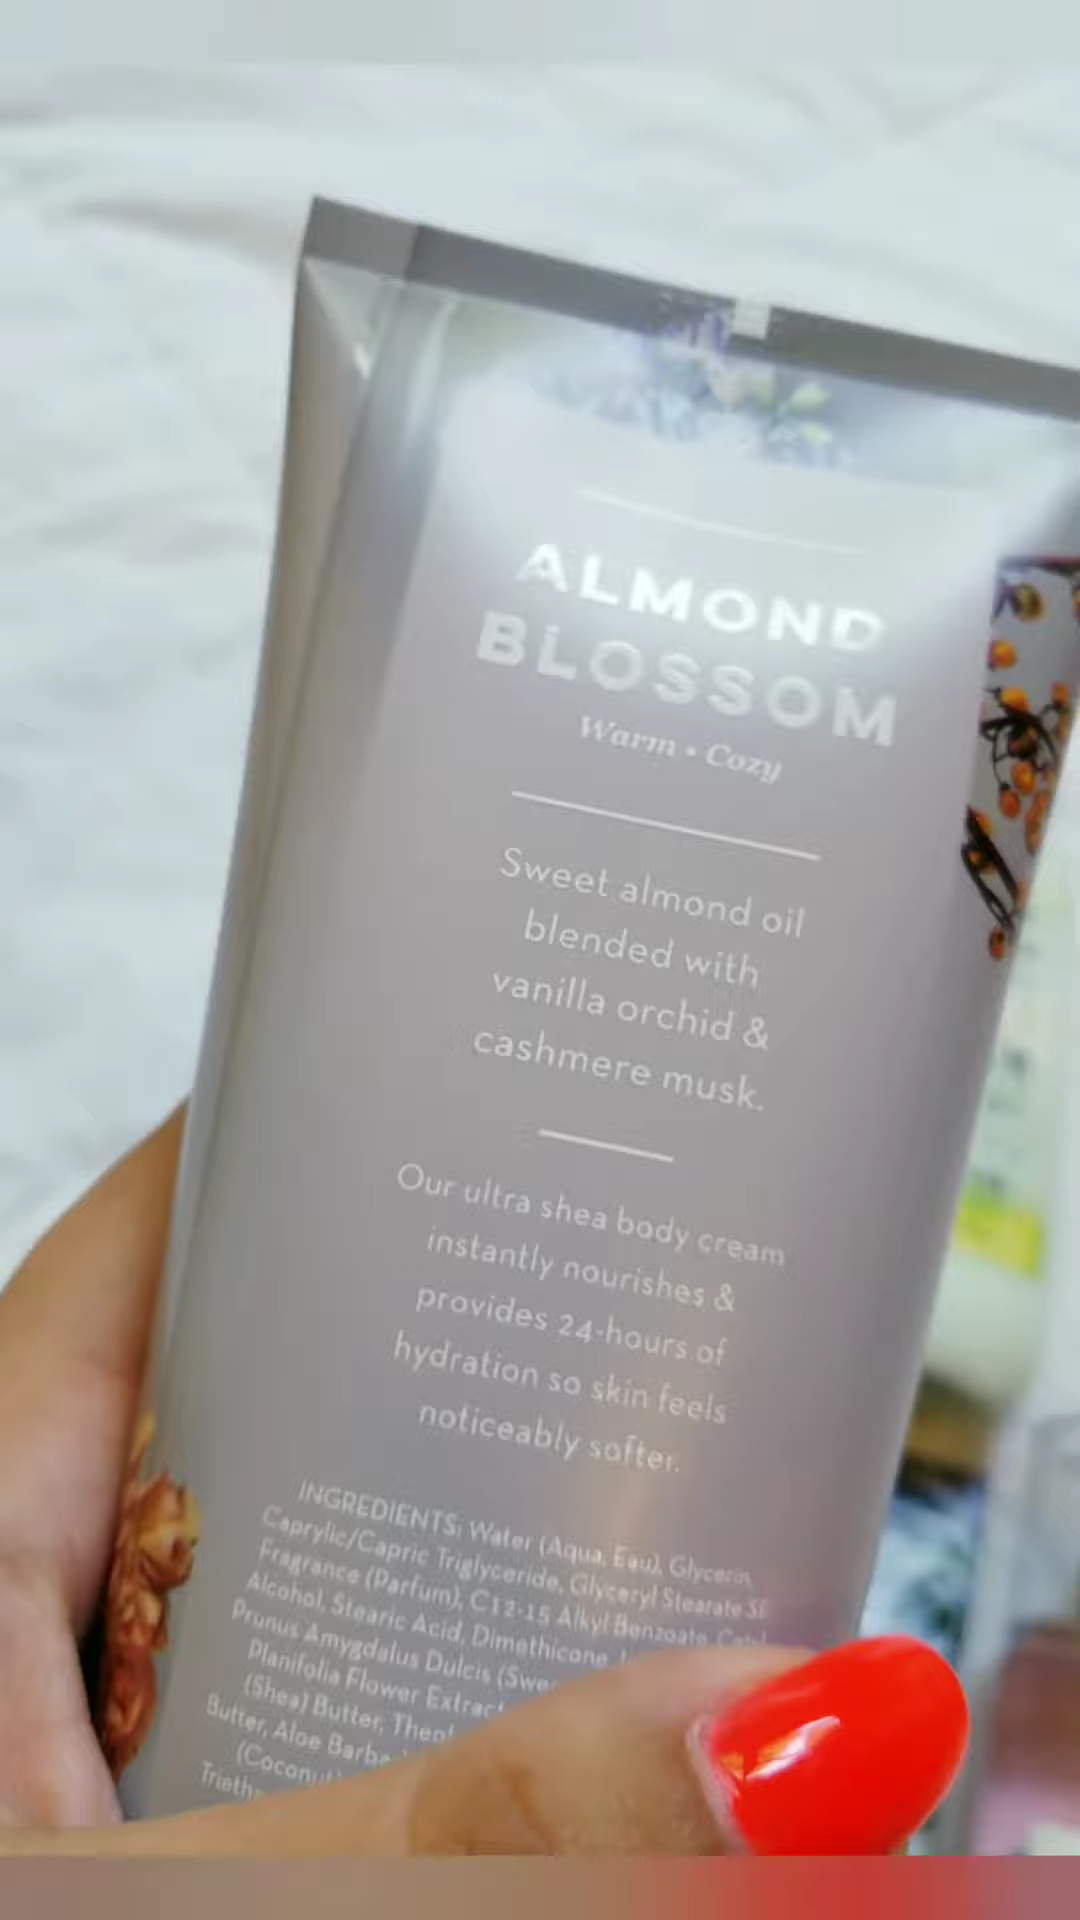 ALMOND
BLOSSOM
Warm • Cozy
Sweet almond oil
blended with
vanilla orchid &
cashmere musk.
Our ultra shea body cream
instantly nourishes &
provides 24-hours of
hydration so skin feels
noticeably softer.
INGREDIENTS: Water (Aqua, Eau), Glycerin,
Caprylic/Capric Triglyceride, Glyceryl Stearate SE
Fragrance (Parfum), C12-15 Alkyl Benzoate,
Alcohol, Stearic Acid, Dimethicone,
Prunus Amygdalus Dulcis
Planifolia Flower Extract
(Shea) Butter,
Butter, Aloe
(Coconut)